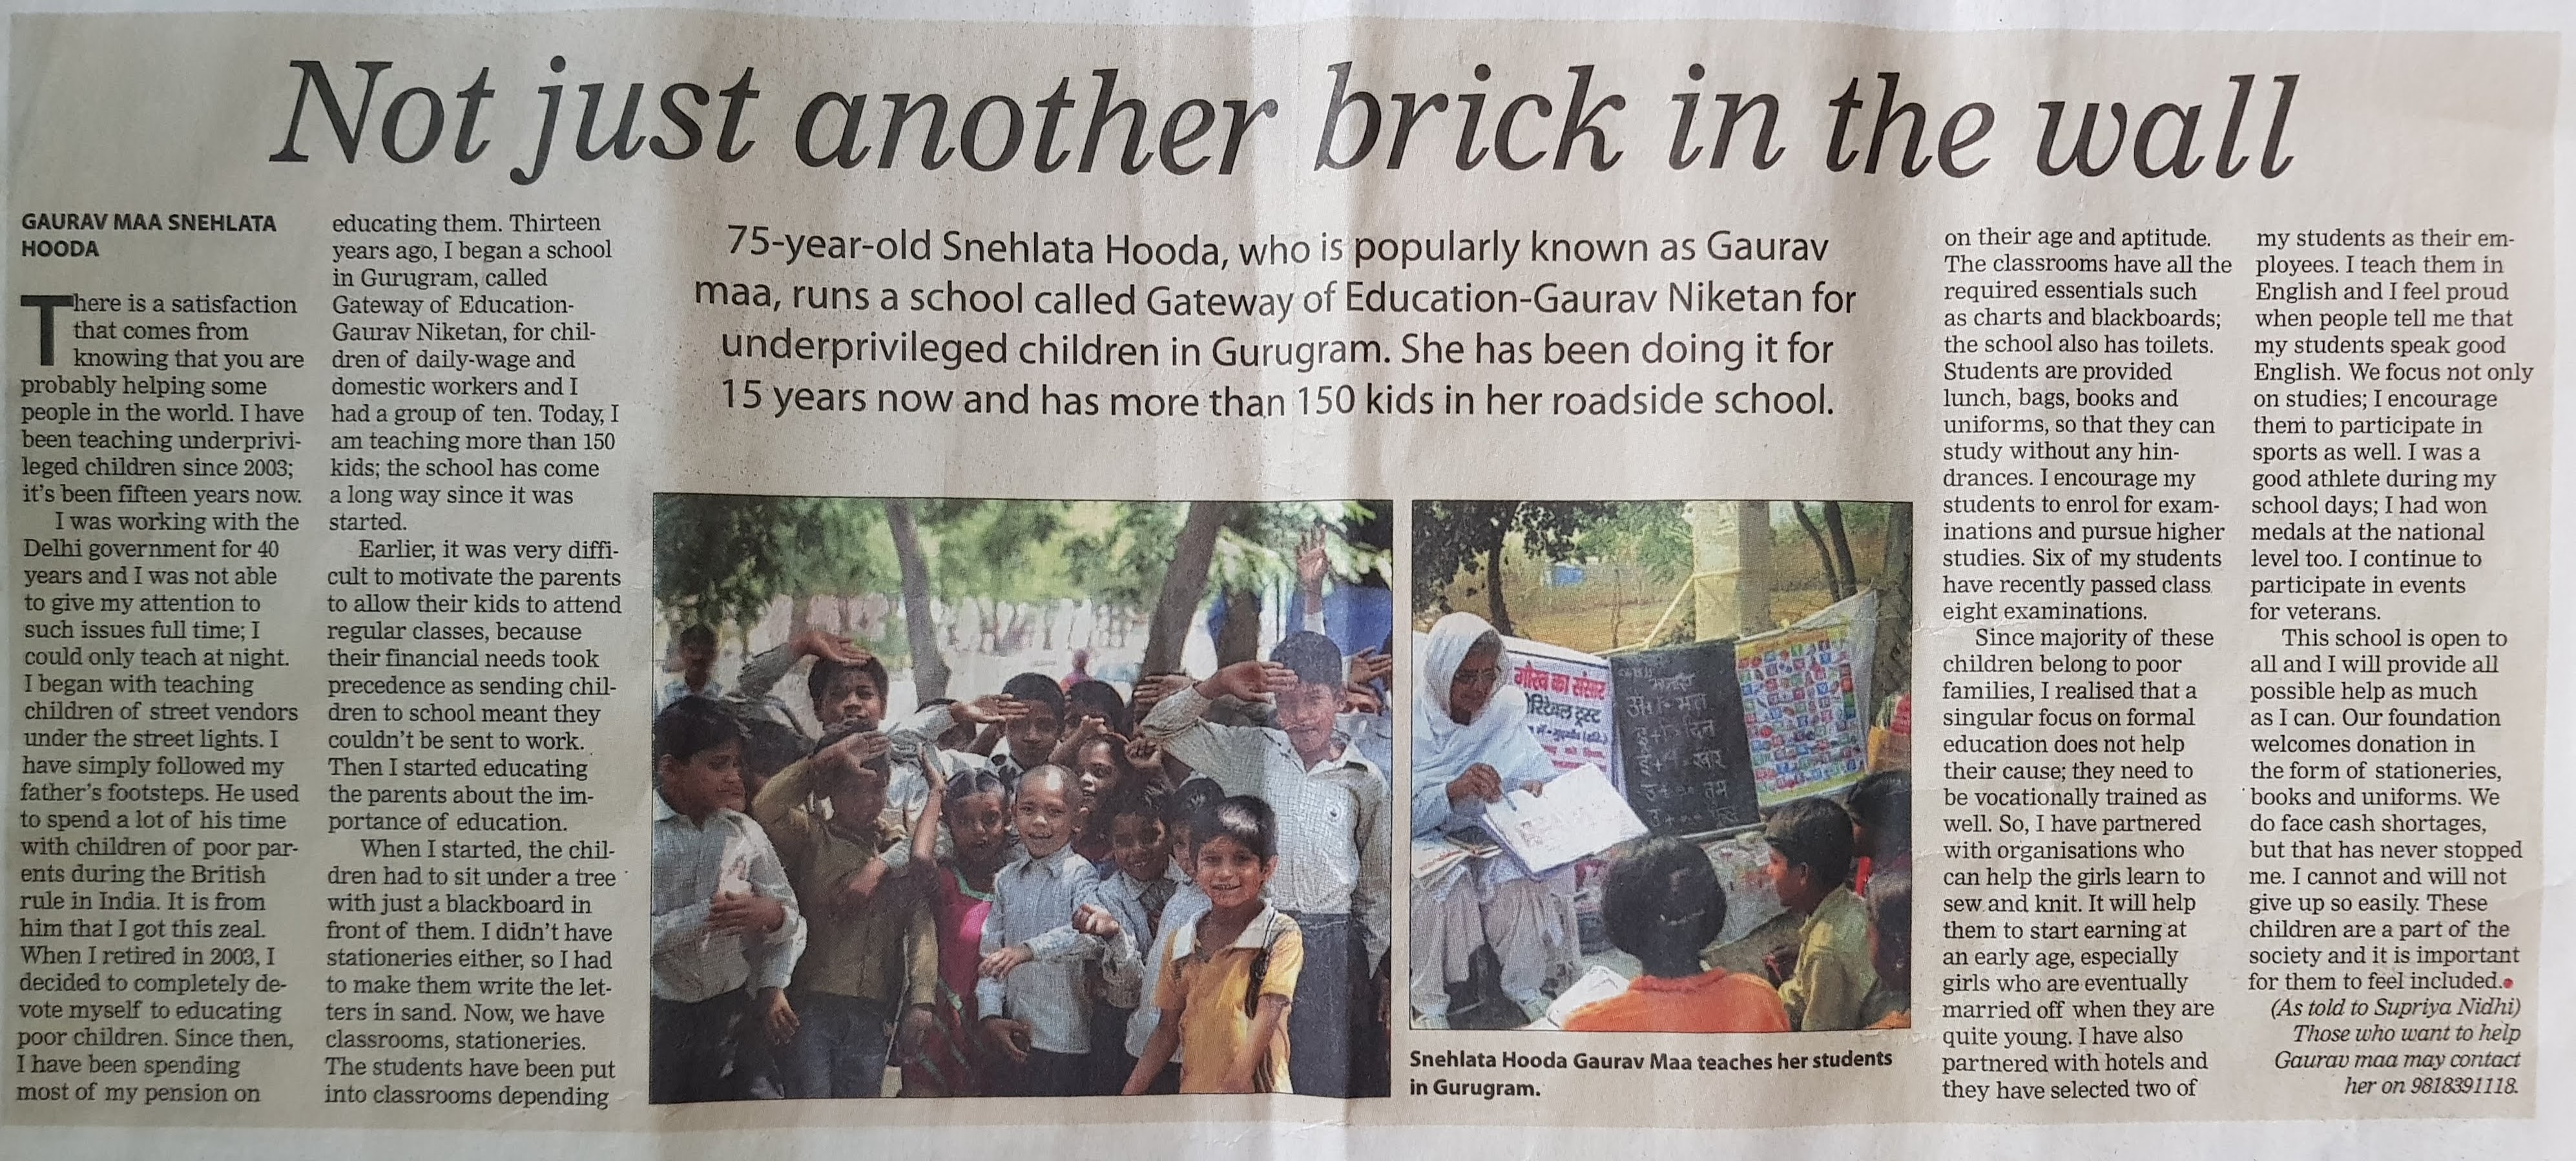 Not just another brick in the wall
GAURAV MAA SNEHLATA
HOODA
There is a satisfaction
that comes from
knowing that you are
probably helping some
people in the world. I have
been teaching underprivi-
leged children since 2003;
it's been fifteen years now.
I was working with the
Delhi government for 40
years and I was not able
to give my attention to
such issues full time; I
could only teach at night.
I began with teaching
children of street vendors
under the street lights. I
have simply followed my
father's footsteps. He used
to spend a lot of his time
with children of poor par-
ents during the British
rule in India. It is from
him that I got this zeal.
When I retired in 2003, I
decided to completely de-
vote myself to educating
poor children. Since then,
I have been spending
most of my pension on
educating them. Thirteen
years ago, I began a school
in Gurugram, called
Gateway of Education-
Gaurav Niketan, for chil-
dren of daily-wage and
domestic workers and I
had a group of ten. Today, I
am teaching more than 150
kids; the school has come
a long way since it was
started.
Earlier, it was very diffi-
cult to motivate the parents
to allow their kids to attend
regular classes, because
their financial needs took
precedence as sending chil-
dren to school meant they
couldn't be sent to work.
Then I started educating
the parents about the im-
portance of education.
When I started, the chil-
dren had to sit under a tree
with just a blackboard in
front of them. I didn't have
stationeries either, so I had
to make them write the let-
ters in sand. Now, we have
classrooms, stationeries.
The students have been put
into classrooms depending
75-year-old Snehlata Hooda, who is popularly known as Gaurav
maa, runs a school called Gateway of Education-Gaurav Niketan for
underprivileged children in Gurugram. She has been doing it for
15 years now and has more than 150 kids in her roadside school.
गौरव का संसार
ट्रस्ट
Snehlata Hooda Gaurav Maa teaches her students
in Gurugram.
on their age and aptitude.
The classrooms have all the
required essentials such
as charts and blackboards;
the school also has toilets.
Students are provided
lunch, bags, books and
uniforms, so that they can
study without any hin-
drances. I encourage my
students to enrol for exam-
inations and pursue higher
studies. Six of my students
have recently passed class
eight examinations.
Since majority of these
children belong to poor
families, I realised that a
singular focus on formal
education does not help
their cause; they need to
be vocationally trained as
well. So, I have partnered
with organisations who
can help the girls learn to
sew and knit. It will help
them to start earning at
an early age, especially
girls who are eventually
married off when they are
quite young. I have also
partnered with hotels and
they have selected two of
my students as their em-
ployees. I teach them in
English and I feel proud
when people tell me that
my students speak good
English. We focus not only
on studies; I encourage
them to participate in
sports as well. I was a
good athlete during my
school days; I had won
medals at the national
level too. I continue to
participate in events
for veterans.
This school is open to
all and I will provide all
possible help as much
as I can. Our foundation
welcomes donation in
the form of stationeries,
books and uniforms. We
do face cash shortages,
but that has never stopped
me. I cannot and will not
give up so easily. These
children are a part of the
society and it is important
for them to feel included.
(As told to Supriya Nidhi)
Those who want to help
Gaurav maa may contact
her on 9818391118.